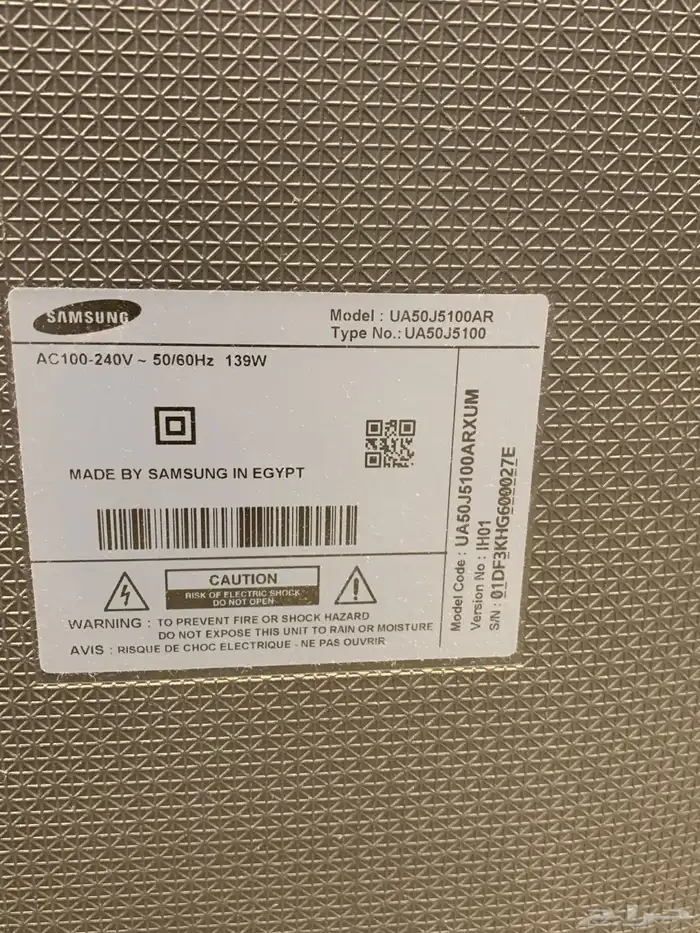 SAMSUNG
Model : UA50J5100AR
Type No.: UA50J5100
AC100-240V ~ 50/60Hz 139W
MADE BY SAMSUNG IN EGYPT
CAUTION
RISK OF ELECTRIC SHOCK
DO NOT OPEN
WARNING : TO PREVENT FIRE OR SHOCK HAZARD
DO NOT EXPOSE THIS UNIT TO RAIN OR MOISTURE
AVIS : RISQUE DE CHOC ELECTRIQUE - NE PAS OUVRIR
Model Code : UA50J5100ARXUM
Version No : IH01
S/N : 01DF3KHG600027E
حراج